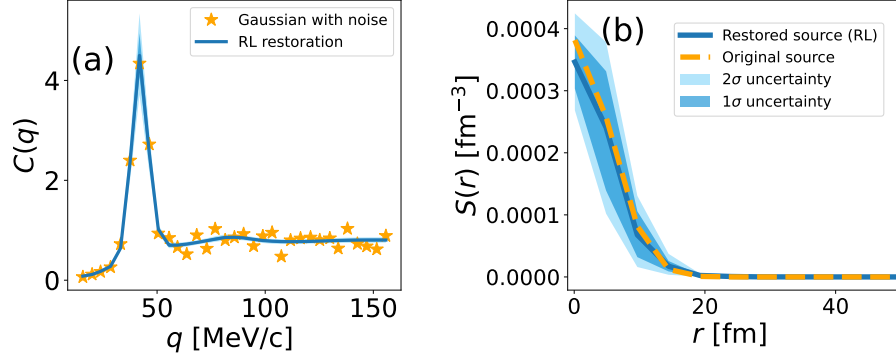 Gaussian with noise
RL restoration
(a)
4
2
0
C(q)
50
100
150
q [MeV/c]
(b)
Restored source (RL)
Original source
2σ uncertainty
1σ uncertainty
0.0004
0.0003
0.0002
0.0001
0.0000
S(r) [fm⁻³]
0
20
40
r [fm]